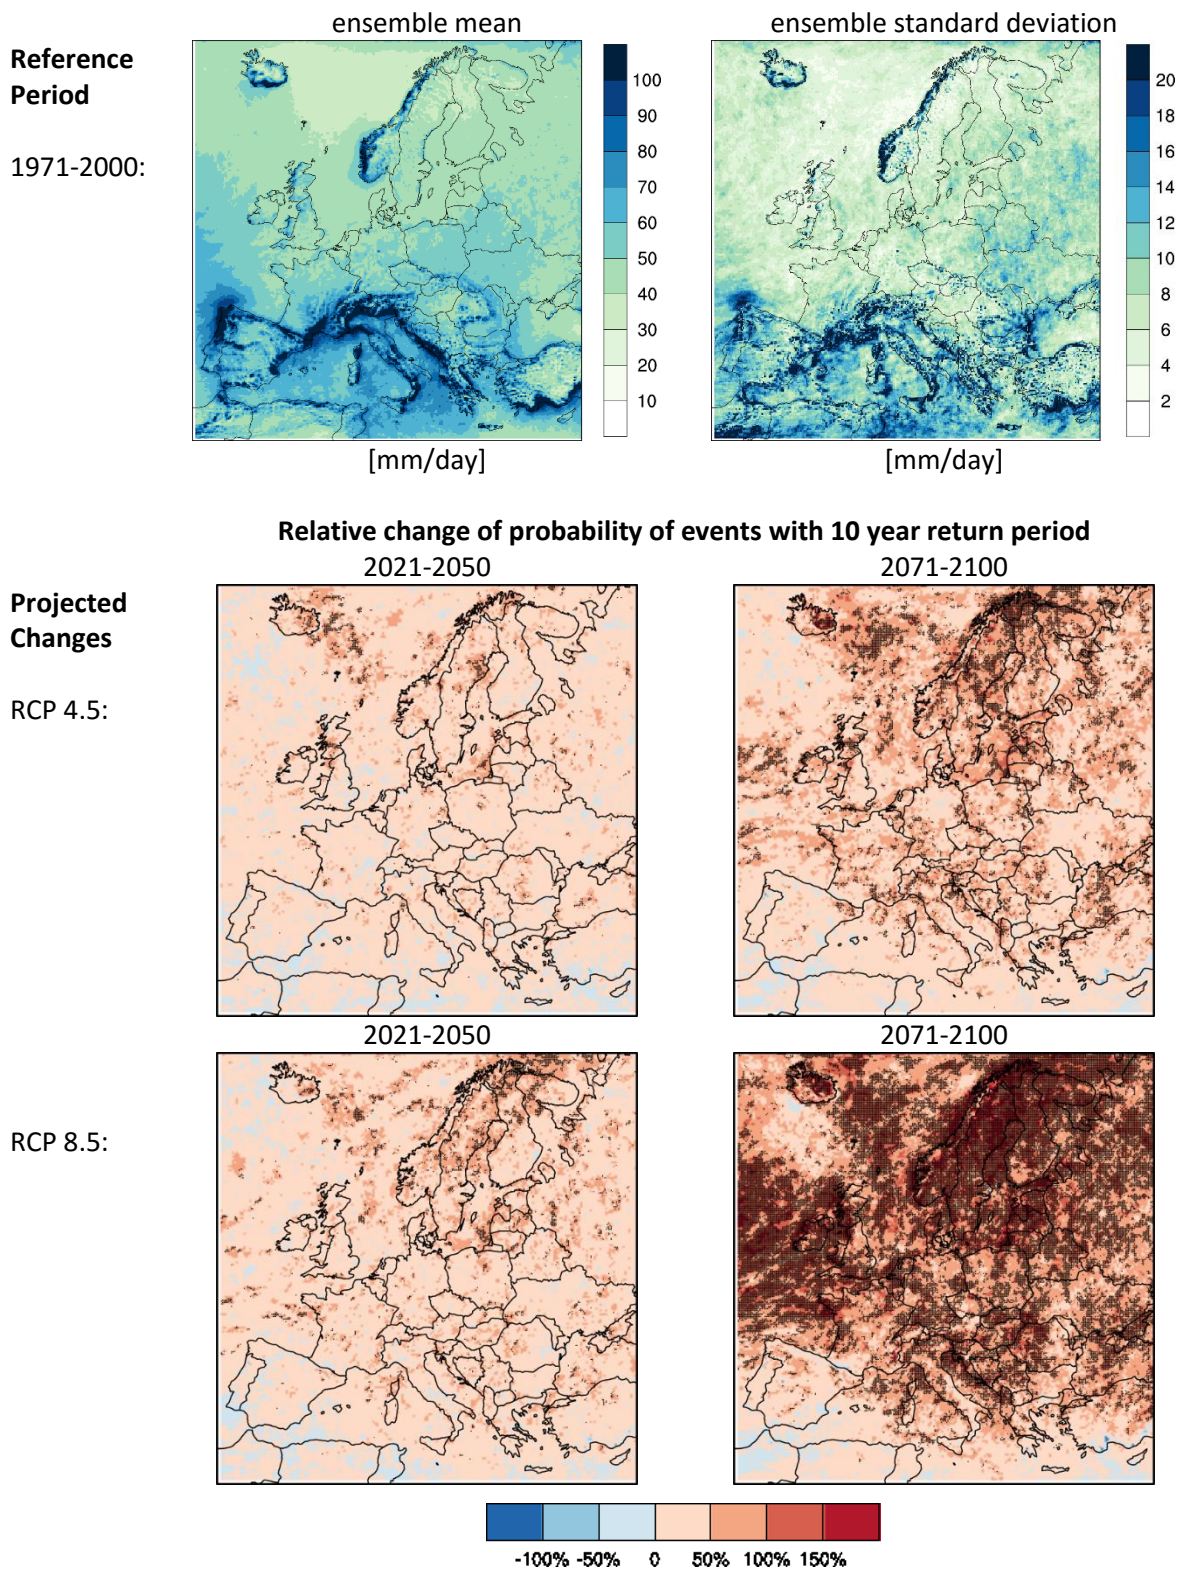 ensemble mean
ensemble standard deviation
Reference
Period
1971-2000:
100
90
80
70
60
50
40
30
20
10
20
18
16
14
12
10
8
6
4
2
[mm/day]
[mm/day]
Relative change of probability of events with 10 year return period
2021-2050
2071-2100
Projected
Changes
RCP 4.5:
2021-2050
2071-2100
RCP 8.5:
-100% -50% 0 50% 100% 150%